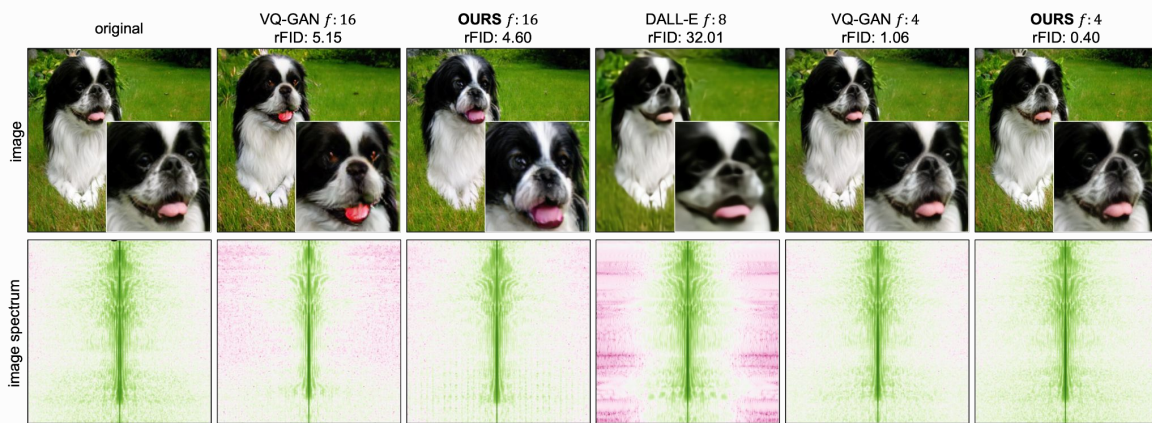 original
VQ-GAN f: 16
rFID: 5.15
OURS f: 16
rFID: 4.60
DALL-E f: 8
rFID: 32.01
VQ-GAN f: 4
rFID: 1.06
OURS f: 4
rFID: 0.40
image
image spectrum